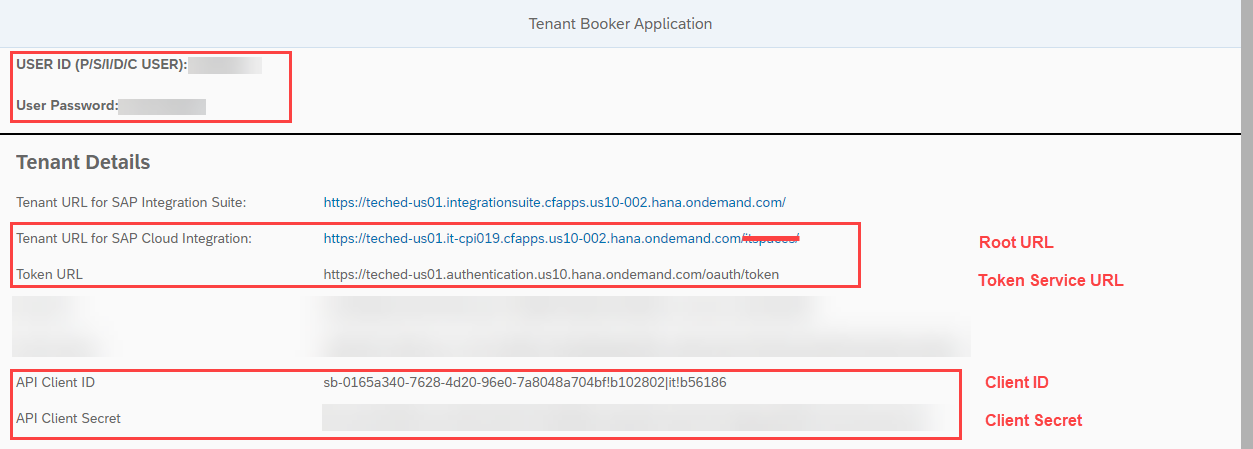 Tenant Booker Application
USER ID (P/S/I/D/C USER):
User Password:
Tenant Details
Tenant URL for SAP Integration Suite: https://teched-us01.integrationsuite.cfapps.us10-002.hana.ondemand.com/
Tenant URL for SAP Cloud Integration: https://teched-us01.it-cpi019.cfapps.us10-002.hana.ondemand.com/itspaces/ Root URL
Token URL https://teched-us01.authentication.us10.hana.ondemand.com/oauth/token Token Service URL
API Client ID sb-0165a340-7628-4d20-96e0-7a8048a704bf!b102802|it!b56186 Client ID
API Client Secret Client Secret